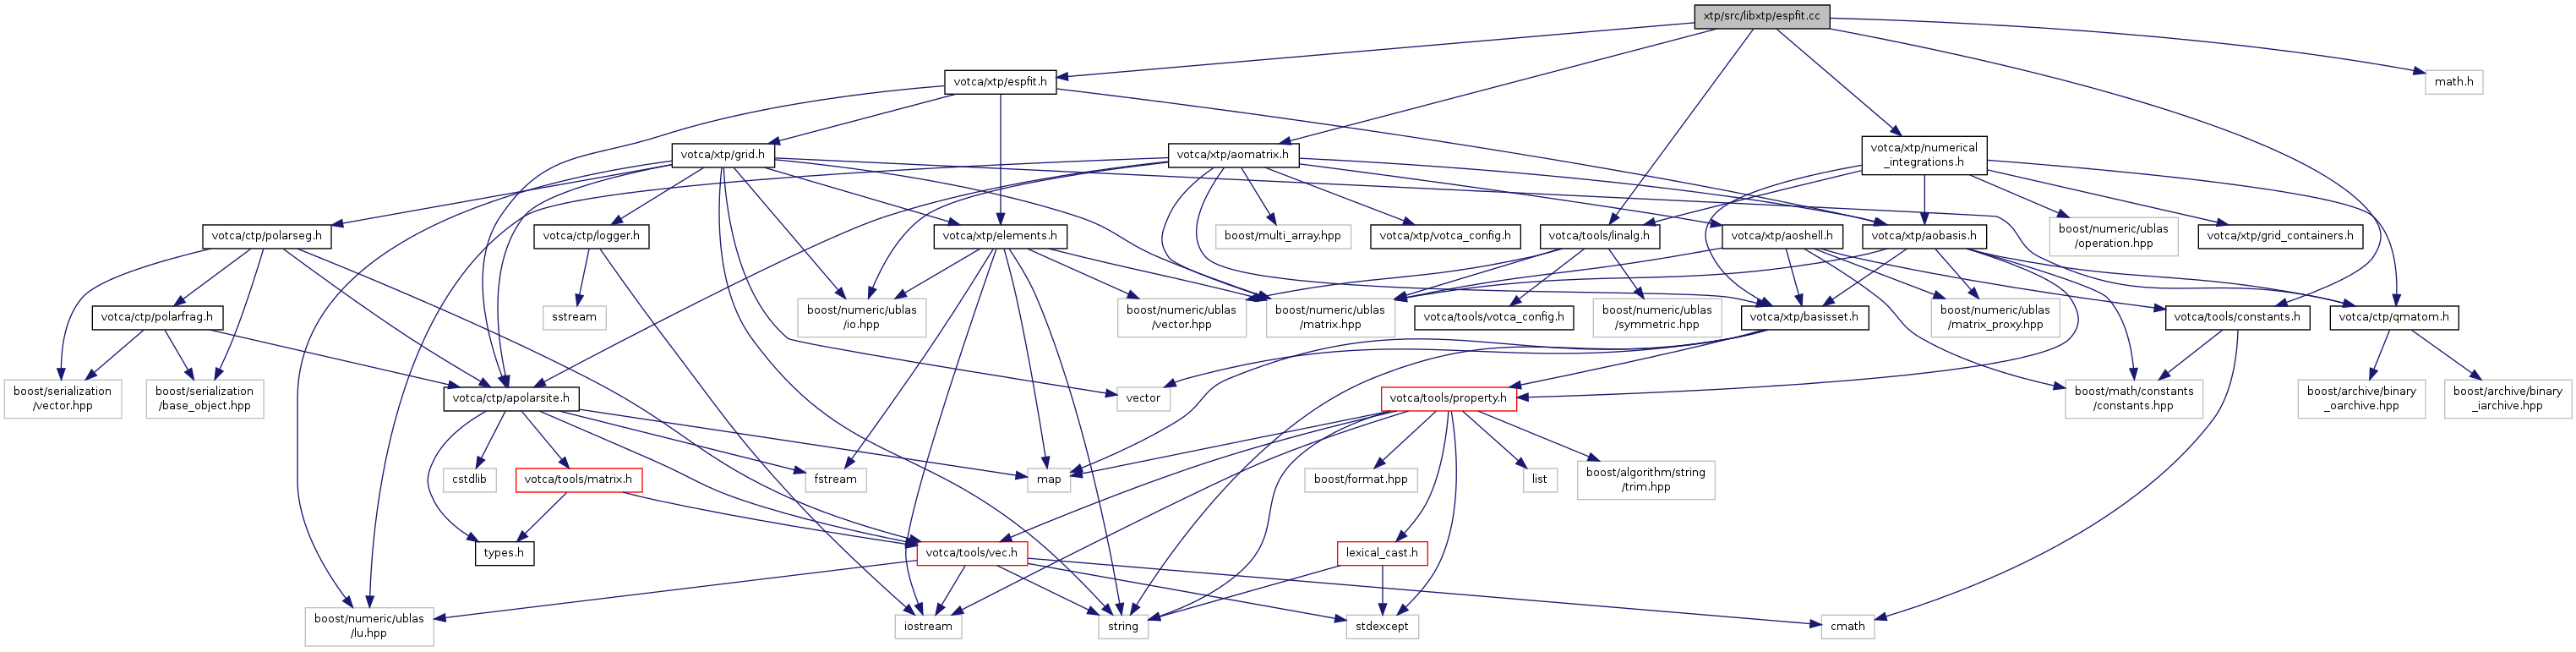 xtp/src/libxtp/espfit.cc
votca/xtp/espfit.h
math.h
votca/xtp/grid.h
votca/xtp/aomatrix.h
votca/xtp/numerical
_integrations.h
votca/ctp/polarseg.h
votca/ctp/logger.h
votca/xtp/elements.h
boost/multi_array.hpp
votca/xtp/votca_config.h
votca/tools/linalg.h
votca/xtp/aoshell.h
votca/xtp/aobasis.h
boost/numeric/ublas
/operation.hpp
votca/xtp/grid_containers.h
votca/ctp/polarfrag.h
sstream
boost/numeric/ublas
/io.hpp
boost/numeric/ublas
/vector.hpp
boost/numeric/ublas
/matrix.hpp
votca/tools/votca_config.h
boost/numeric/ublas
/symmetric.hpp
votca/xtp/basisset.h
boost/numeric/ublas
/matrix_proxy.hpp
votca/tools/constants.h
votca/ctp/qmatom.h
boost/serialization
/vector.hpp
boost/serialization
/base_object.hpp
votca/ctp/apolarsite.h
vector
votca/tools/property.h
boost/math/constants
/constants.hpp
boost/archive/binary
_oarchive.hpp
boost/archive/binary
_iarchive.hpp
cstdlib
votca/tools/matrix.h
fstream
map
boost/format.hpp
list
boost/algorithm/string
/trim.hpp
types.h
votca/tools/vec.h
lexical_cast.h
boost/numeric/ublas
/lu.hpp
iostream
string
stdexcept
cmath